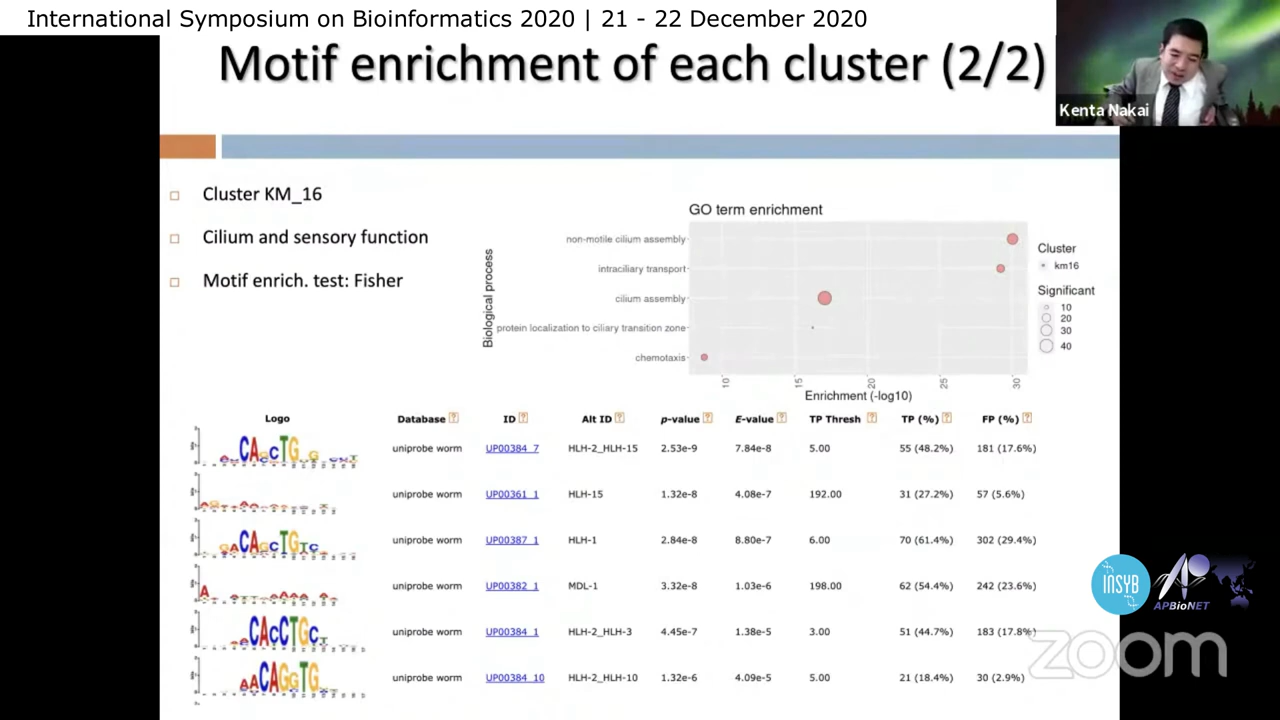 International Symposium on Bioinformatics 2020 | 21 - 22 December 2020
Motif enrichment of each cluster (2/2)
Kenta Nakai
Cluster KM_16
Cilium and sensory function
Motif enrich. test: Fisher
GO term enrichment
Biological process
non-motile cilium assembly
intraciliary transport
cilium assembly
protein localization to ciliary transition zone
chemotaxis
10 15 20 25 30
Enrichment (-log10)
Cluster
km16
Significant
10
20
30
40
Logo Database ID Alt ID p-value E-value TP Thresh TP (%) FP (%)
CAgCTG uniprobe worm UP00384_7 HLH-2_HLH-15 2.53e-9 7.84e-8 5.00 55 (48.2%) 181 (17.6%)
uniprobe worm UP00361_1 HLH-15 1.32e-8 4.08e-7 192.00 31 (27.2%) 57 (5.6%)
CAgCTGTC uniprobe worm UP00387_1 HLH-1 2.84e-8 8.80e-7 6.00 70 (61.4%) 302 (29.4%)
A uniprobe worm UP00382_1 MDL-1 3.32e-8 1.03e-6 198.00 62 (54.4%) 242 (23.6%)
CACCTGC uniprobe worm UP00384_1 HLH-2_HLH-3 4.45e-7 1.38e-5 3.00 51 (44.7%) 183 (17.8%)
AACAGGTG uniprobe worm UP00384_10 HLH-2_HLH-10 1.32e-6 4.09e-5 5.00 21 (18.4%) 30 (2.9%)
INSYB
APBioNET
zoom